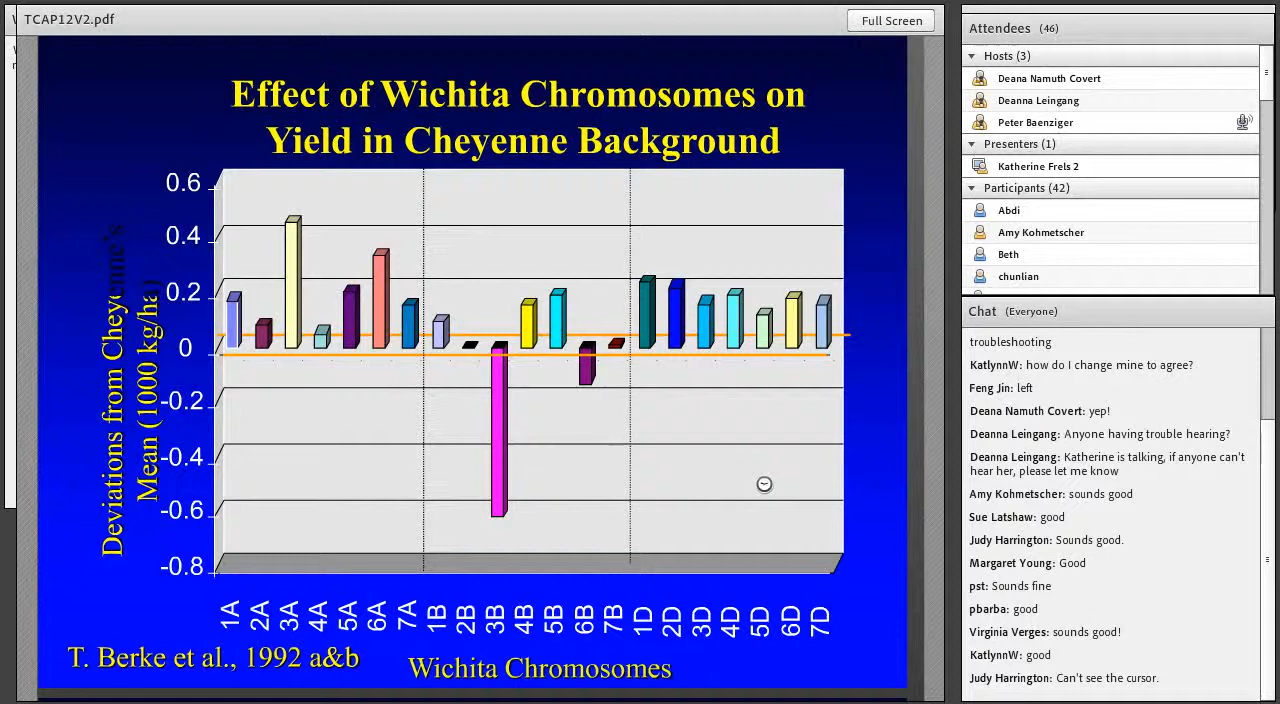 TCAP12V2.pdf
Full Screen
Effect of Wichita Chromosomes on
Yield in Cheyenne Background
Deviations from Cheyenne's
Mean (1000 kg/ha)
0.6
0.4
0.2
0
-0.2
-0.4
-0.6
-0.8
1A 2A 3A 4A 5A 6A 7A 1B 2B 3B 4B 5B 6B 7B 1D 2D 3D 4D 5D 6D 7D
T. Berke et al., 1992 a&b
Wichita Chromosomes
Attendees (46)
Hosts (3)
Deana Namuth Covert
Deanna Leingang
Peter Baenziger
Presenters (1)
Katherine Frels 2
Participants (42)
Abdi
Amy Kohmetscher
Beth
chunlian
Chat (Everyone)
troubleshooting
KatlynnW: how do I change mine to agree?
Feng Jin: left
Deana Namuth Covert: yep!
Deanna Leingang: Anyone having trouble hearing?
Deanna Leingang: Katherine is talking, if anyone can't
hear her, please let me know
Amy Kohmetscher: sounds good
Sue Latshaw: good
Judy Harrington: Sounds good.
Margaret Young: Good
pst: Sounds fine
pbarba: good
Virginia Verges: sounds good!
KatlynnW: good
Judy Harrington: Can't see the cursor.